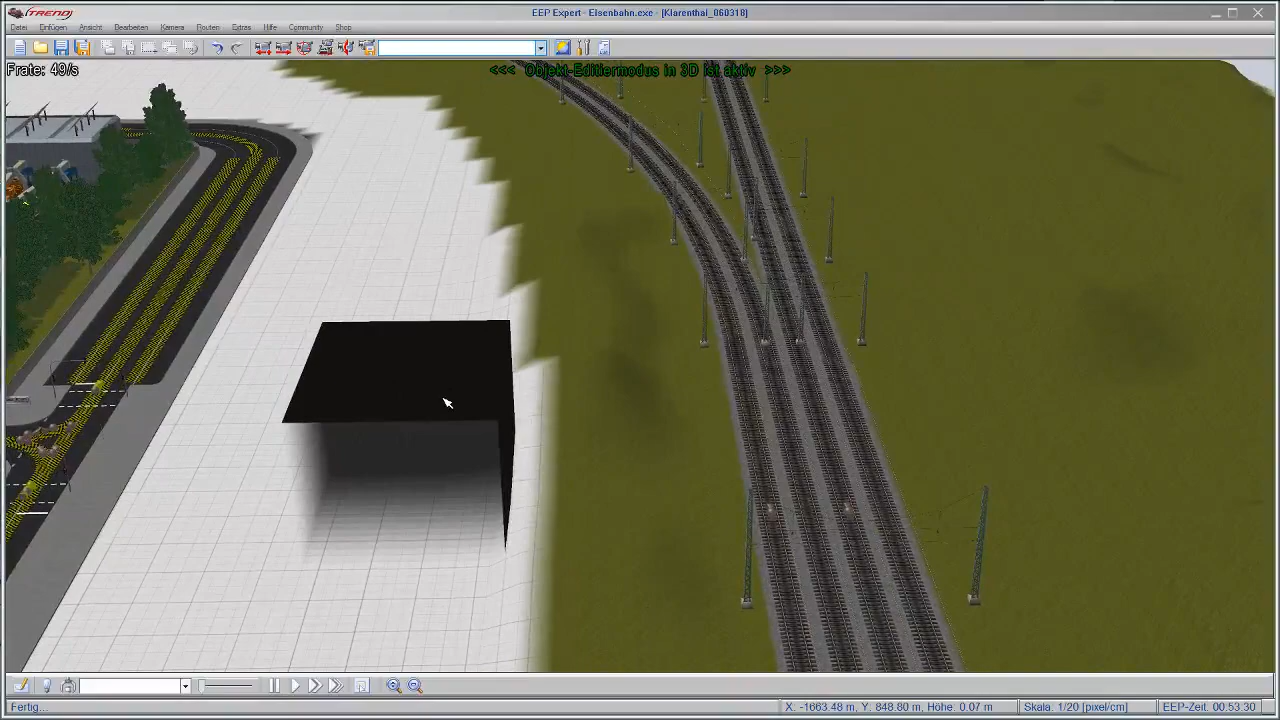 TREND
EEP Expert - Eisenbahn.exe - [Klarenthal_060318]
Datei Einfügen Ansicht Bearbeiten Kamera Routen Extras Hilfe Community Shop
Frate: 49/s
<<< Objekt-Editiermodus in 3D ist aktiv >>>
Fertig...
X: -1663.48 m, Y: 848.80 m, Höhe: 0.07 m
Skala: 1/20 [pixel/cm]
EEP-Zeit. 00:53.30